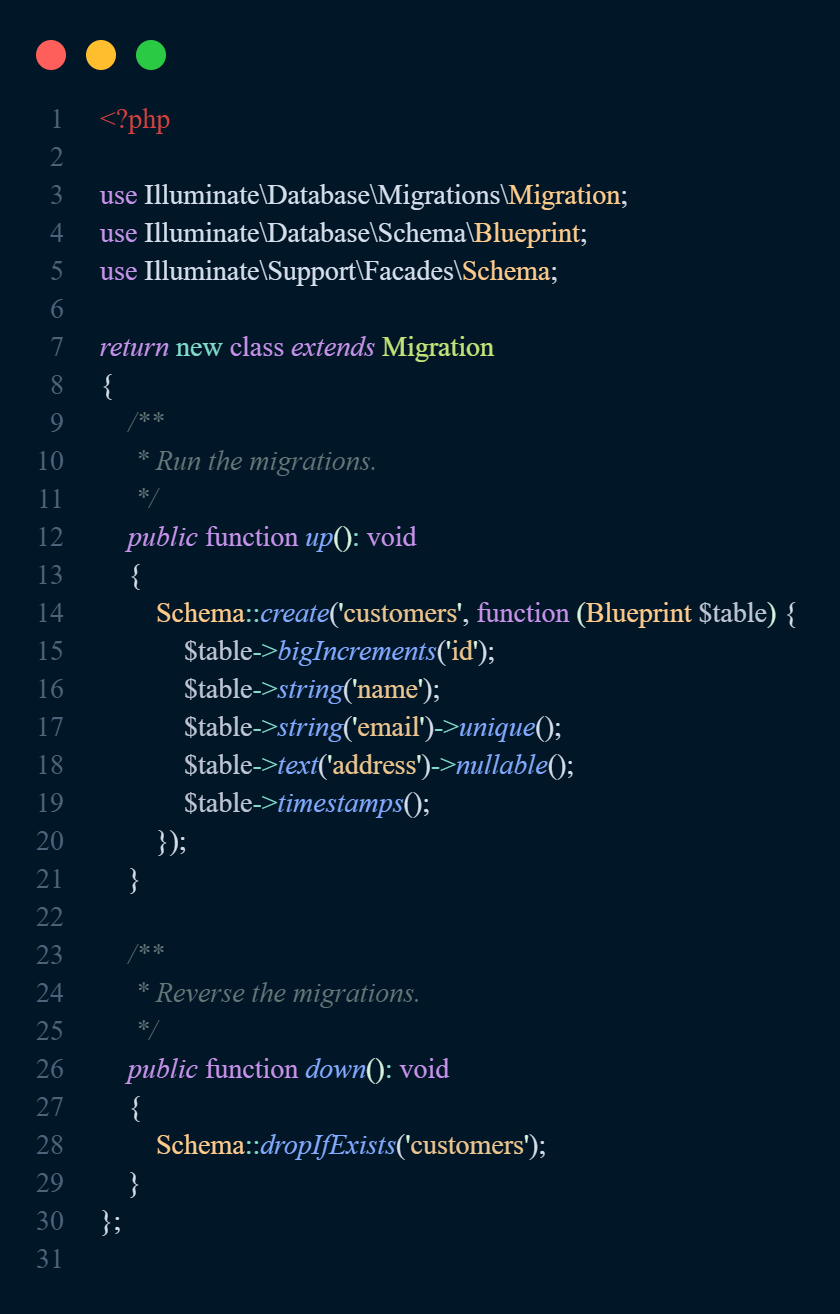 1 <?php
2
3 use Illuminate\Database\Migrations\Migration;
4 use Illuminate\Database\Schema\Blueprint;
5 use Illuminate\Support\Facades\Schema;
6
7 return new class extends Migration
8 {
9     /**
10      * Run the migrations.
11      */
12     public function up(): void
13     {
14         Schema::create('customers', function (Blueprint $table) {
15             $table->bigIncrements('id');
16             $table->string('name');
17             $table->string('email')->unique();
18             $table->text('address')->nullable();
19             $table->timestamps();
20         });
21     }
22
23     /**
24      * Reverse the migrations.
25      */
26     public function down(): void
27     {
28         Schema::dropIfExists('customers');
29     }
30 };
31